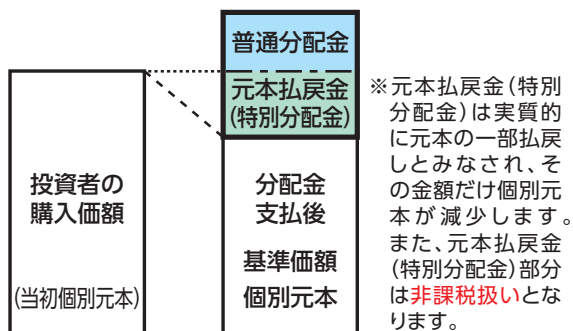 普通分配金
元本払戻金
(特別分配金)
投資者の
購入価額
(当初個別元本)
分配金
支払後
基準価額
個別元本
※元本払戻金(特別
分配金)は実質的
に元本の一部払戻
しとみなされ、そ
の金額だけ個別元
本が減少します。
また、元本払戻金
(特別分配金)部分
は非課税扱いとな
ります。